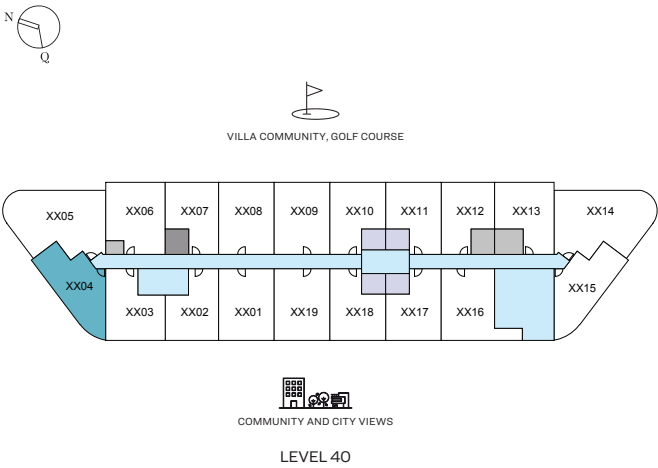 N
Q
VILLA COMMUNITY, GOLF COURSE
XX05
XX06
XX07
XX08
XX09
XX10
XX11
XX12
XX13
XX14
XX04
XX03
XX02
XX01
XX19
XX18
XX17
XX16
XX15
COMMUNITY AND CITY VIEWS
LEVEL 40